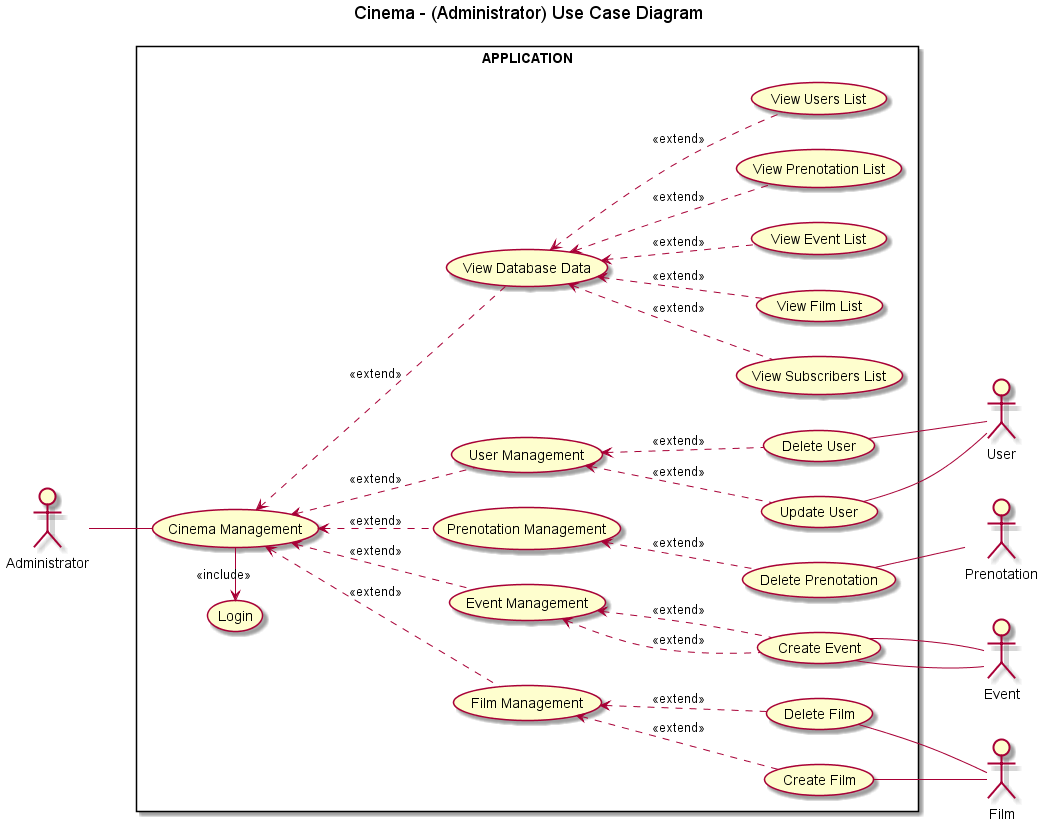 Cinema - (Administrator) Use Case Diagram
APPLICATION
View Users List
«extend»
View Prenotation List
«extend»
View Event List
«extend»
View Database Data
«extend»
View Film List
«extend»
View Subscribers List
«extend»
User Management
«extend»
Delete User
User
«extend»
«extend»
Update User
Administrator
Cinema Management
«extend»
Prenotation Management
«extend»
«extend»
Delete Prenotation
Prenotation
«include»
Login
«extend»
Event Management
«extend»
«extend»
Create Event
Event
Film Management
«extend»
Delete Film
«extend»
Create Film
Film